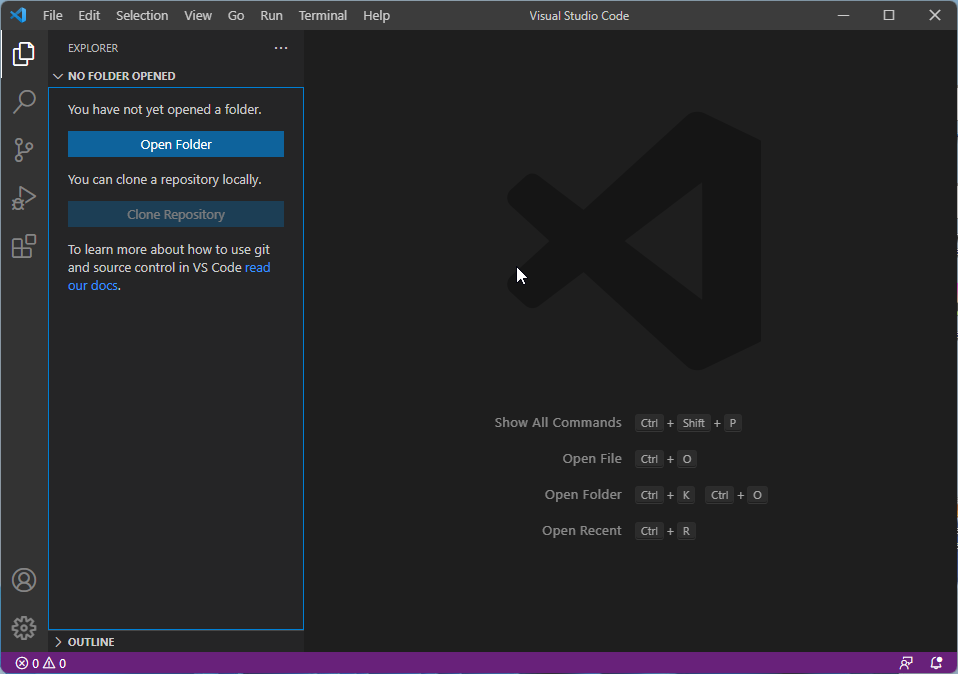 File Edit Selection View Go Run Terminal Help Visual Studio Code
EXPLORER
NO FOLDER OPENED
You have not yet opened a folder.
Open Folder
You can clone a repository locally.
Clone Repository
To learn more about how to use git
and source control in VS Code read
our docs.
Show All Commands Ctrl + Shift + P
Open File Ctrl + O
Open Folder Ctrl + K Ctrl + O
Open Recent Ctrl + R
OUTLINE
0 0